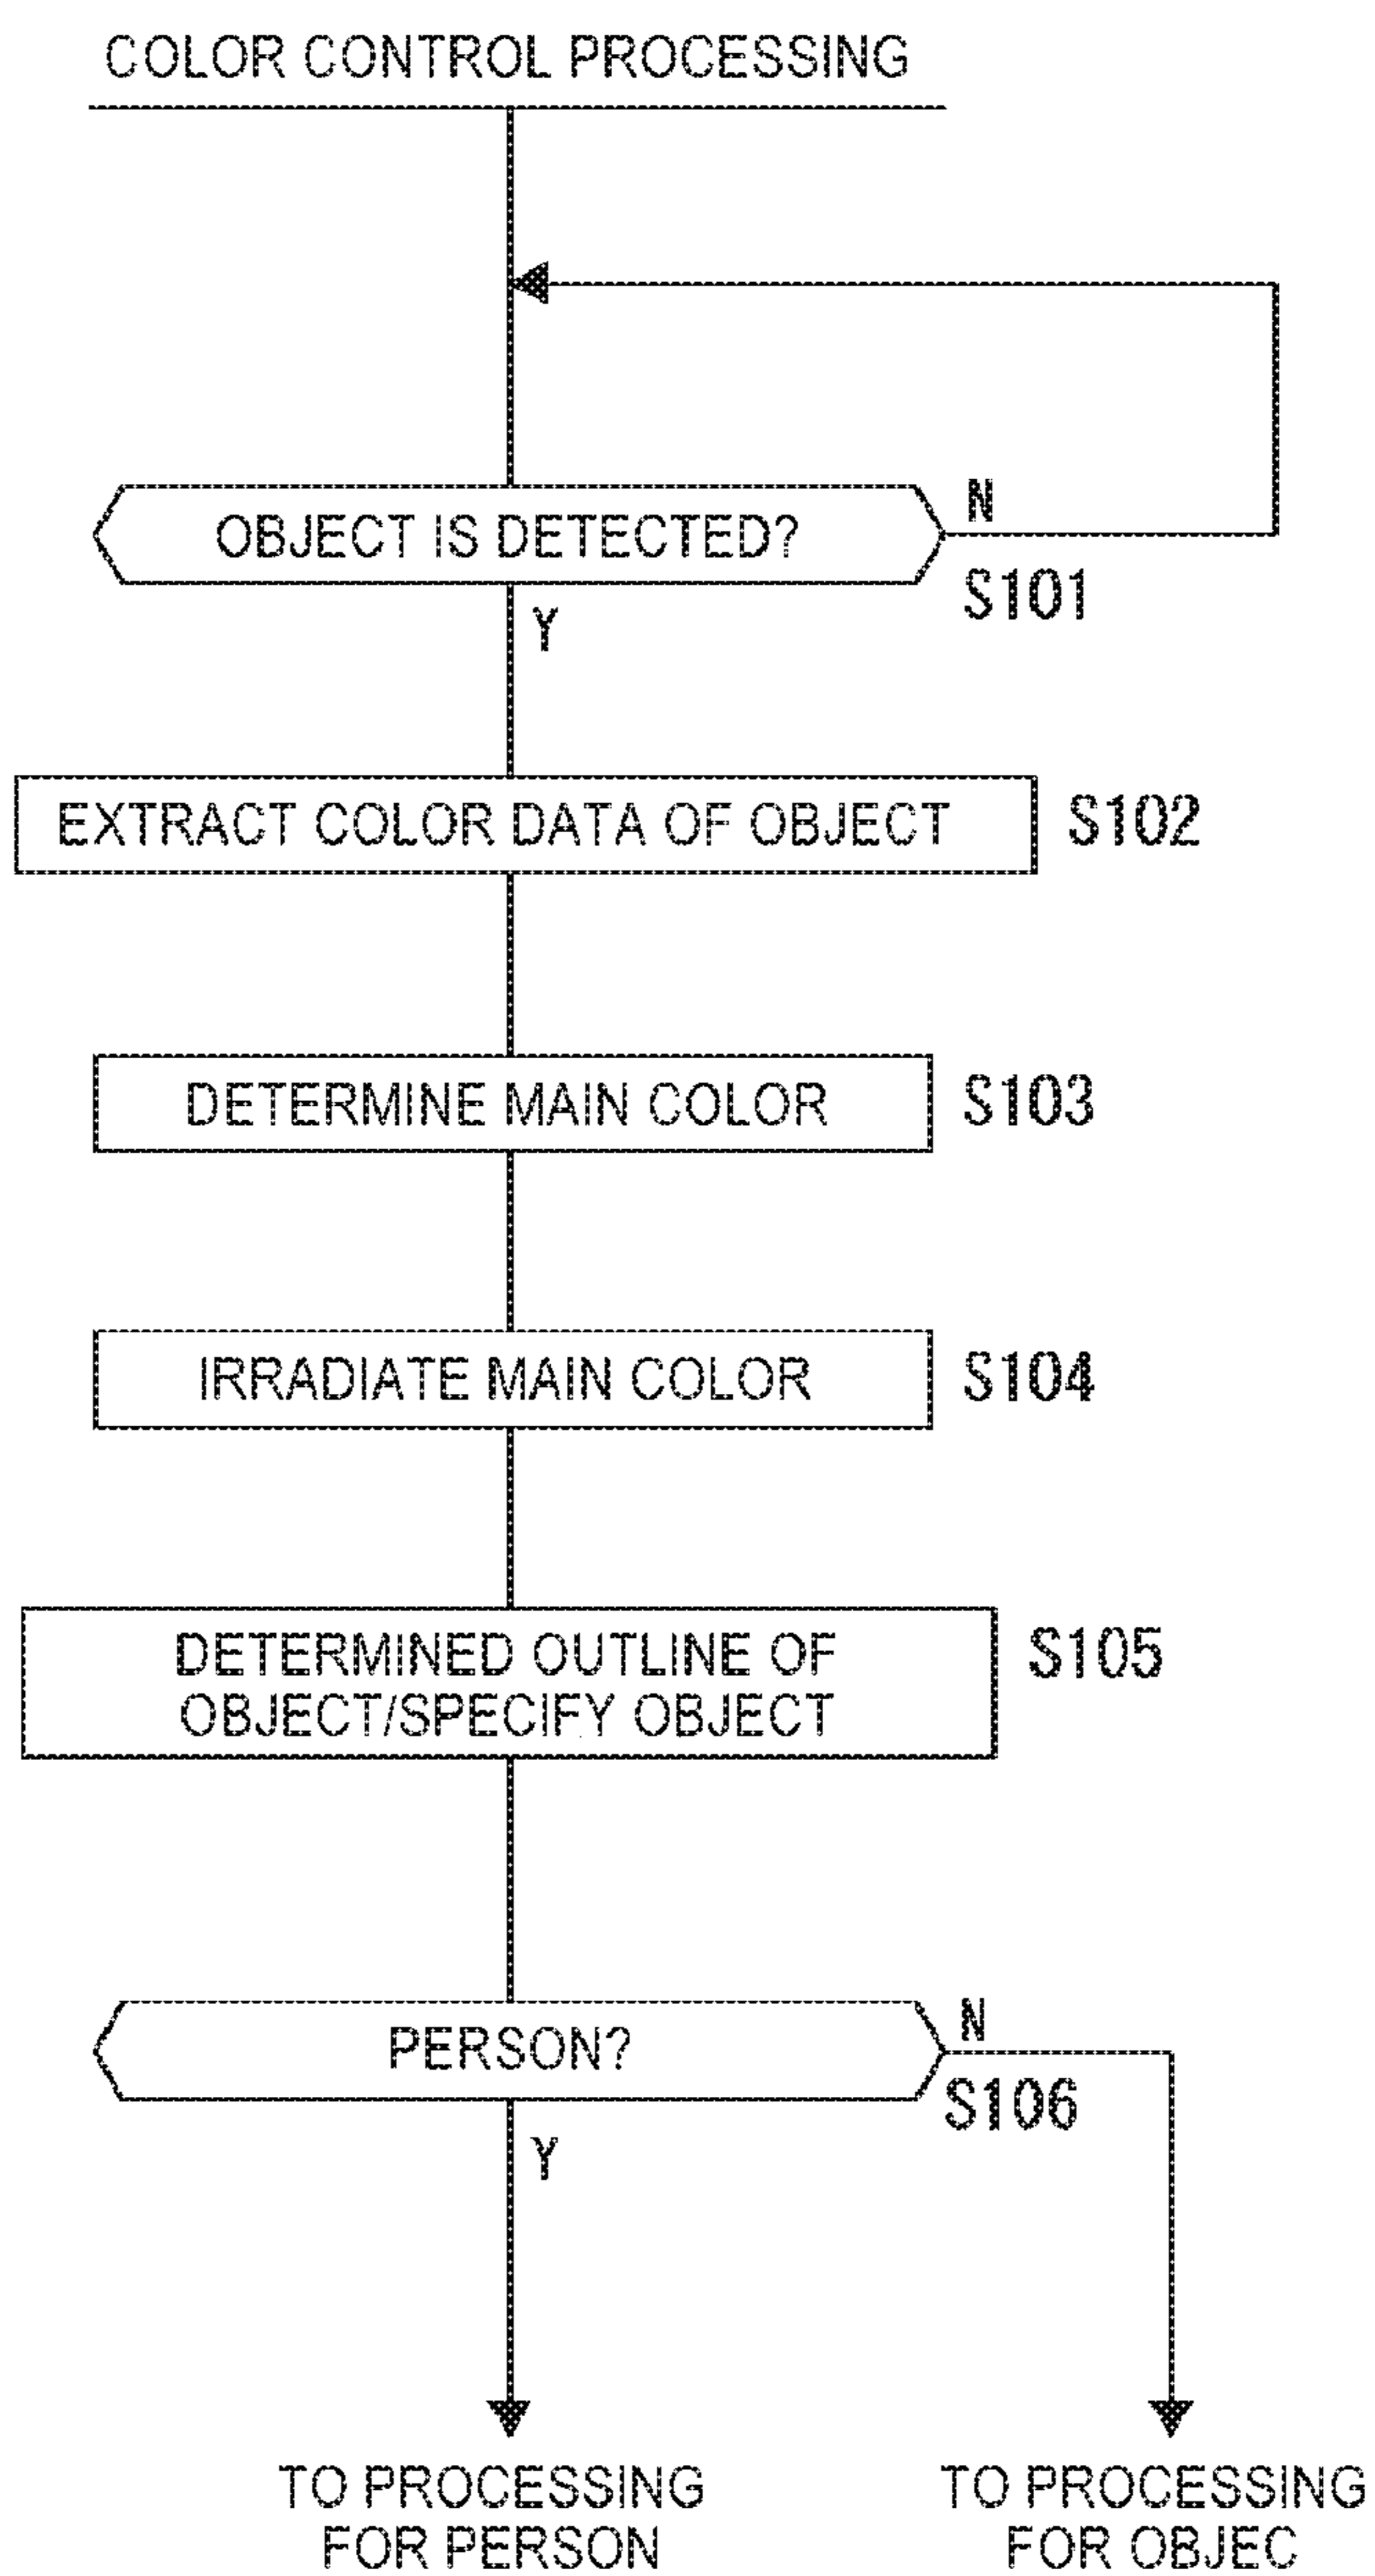 COLOR CONTROL PROCESSING
OBJECT IS DETECTED?
N
S101
Y
EXTRACT COLOR DATA OF OBJECT
S102
DETERMINE MAIN COLOR
S103
IRRADIATE MAIN COLOR
S104
DETERMINED OUTLINE OF
OBJECT/SPECIFY OBJECT
S105
PERSON?
N
S106
Y
TO PROCESSING
FOR PERSON
TO PROCESSING
FOR OBJEC